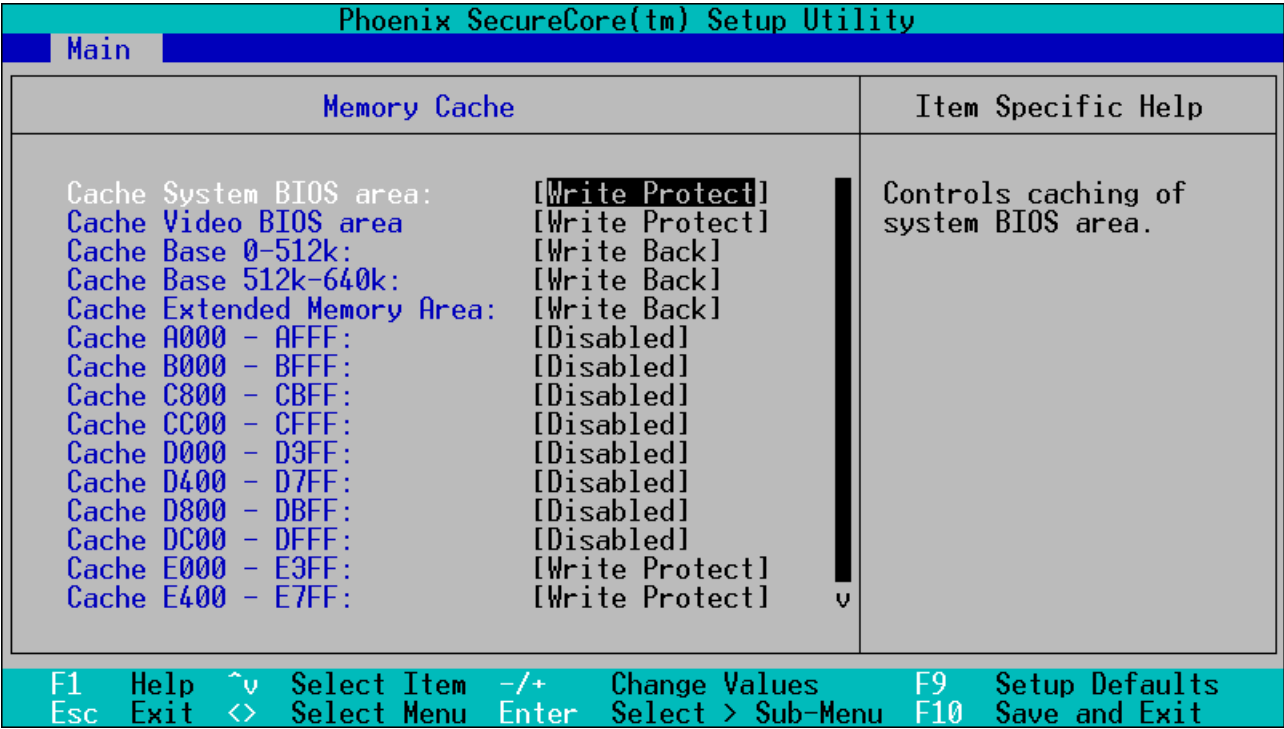 Phoenix SecureCore(tm) Setup Utility
Main
Memory Cache
Item Specific Help
Cache System BIOS area: [Write Protect]
Cache Video BIOS area [Write Protect]
Cache Base 0-512k: [Write Back]
Cache Base 512k-640k: [Write Back]
Cache Extended Memory Area: [Write Back]
Cache A000 - AFFF: [Disabled]
Cache B000 - BFFF: [Disabled]
Cache C800 - CBFF: [Disabled]
Cache CC00 - CFFF: [Disabled]
Cache D000 - D3FF: [Disabled]
Cache D400 - D7FF: [Disabled]
Cache D800 - DBFF: [Disabled]
Cache DC00 - DFFF: [Disabled]
Cache E000 - E3FF: [Write Protect]
Cache E400 - E7FF: [Write Protect] v
Controls caching of
system BIOS area.
F1 Help ^v Select Item -/+ Change Values F9 Setup Defaults
Esc Exit <> Select Menu Enter Select > Sub-Menu F10 Save and Exit